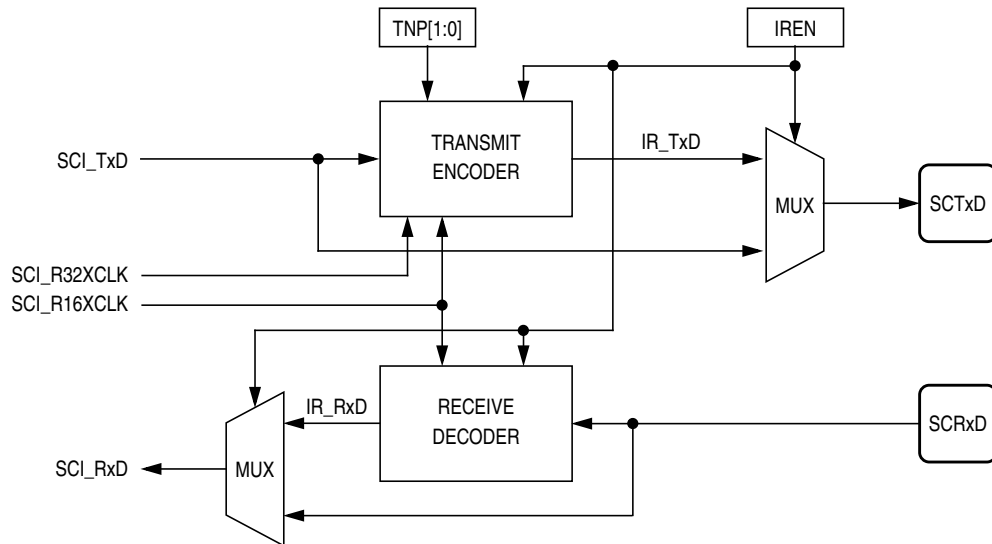 TNP[1:0]
IREN
TRANSMIT
ENCODER
IR_TxD
SCI_TxD
MUX
SCTxD
SCI_R32XCLK
SCI_R16XCLK
IR_RxD
RECEIVE
DECODER
SCRxD
SCI_RxD
MUX